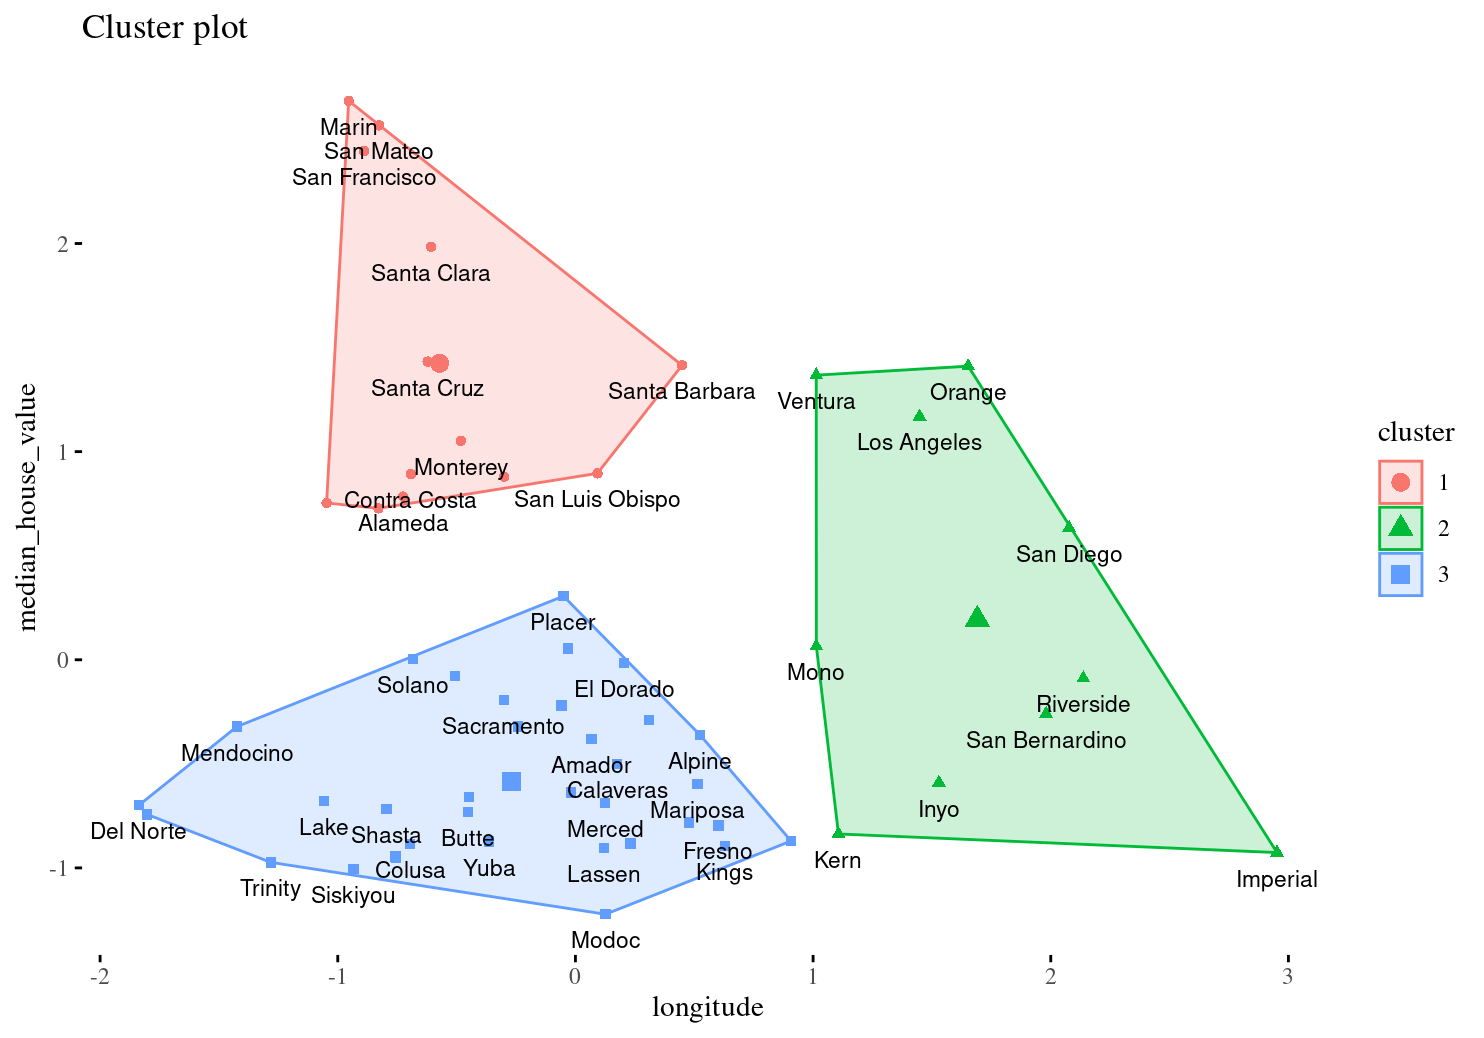 Cluster plot
Marin
San Mateo
San Francisco
Santa Clara
Santa Cruz
Santa Barbara
Monterey
Contra Costa
San Luis Obispo
Alameda
Ventura
Orange
Los Angeles
San Diego
Mono
Riverside
San Bernardino
Inyo
Kern
Imperial
Placer
Solano
El Dorado
Sacramento
Mendocino
Amador
Alpine
Calaveras
Mariposa
Del Norte
Lake
Shasta
Butte
Merced
Fresno
Colusa
Yuba
Lassen
Kings
Trinity
Siskiyou
Modoc
2
1
0
-1
median_house_value
-2 -1 0 1 2 3
longitude
cluster
1
2
3